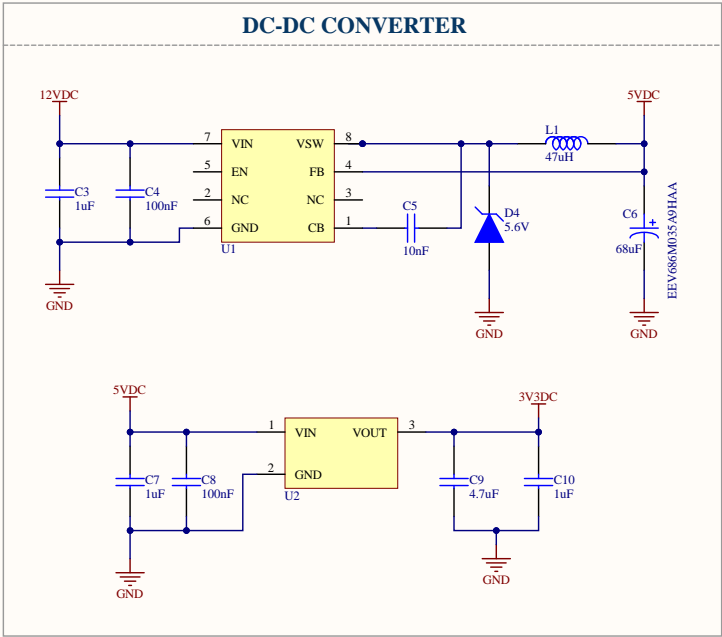 DC-DC CONVERTER
12VDC
5VDC
7 VIN VSW 8
5 EN FB 4
2 NC NC 3
6 GND CB 1
U1
C3
1uF
C4
100nF
C5
10nF
L1
47uH
D4
5.6V
C6
68uF
EEV686M035A9HAA
GND
GND
GND
5VDC
3V3DC
1 VIN VOUT 3
2 GND
U2
C7
1uF
C8
100nF
C9
4.7uF
C10
1uF
GND
GND